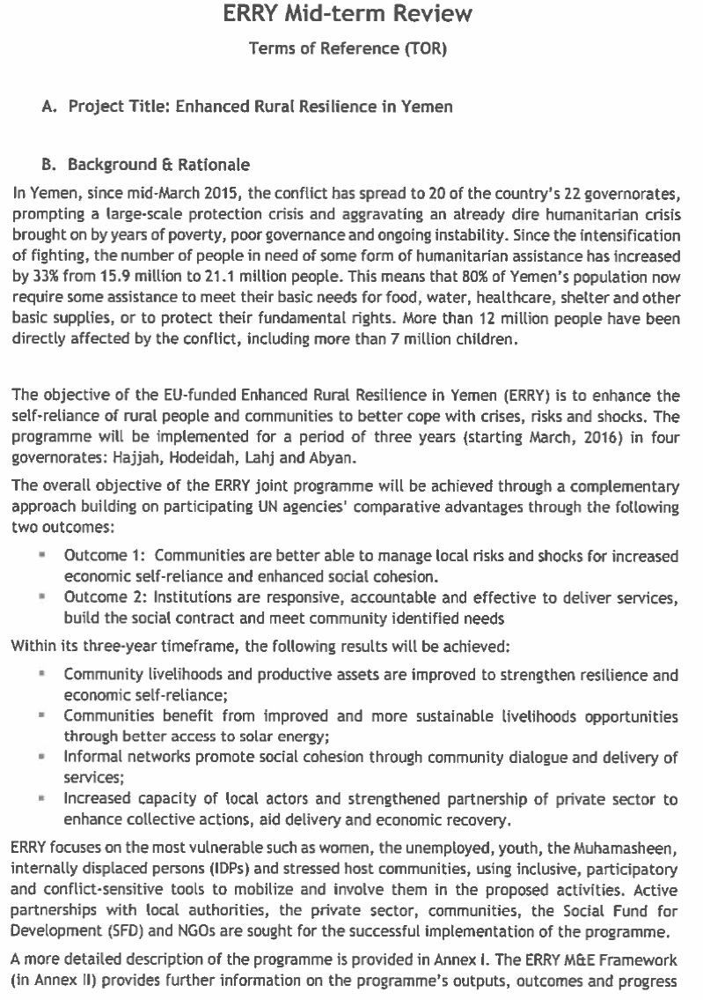 ERRY Mid-term Review
Terms of Reference (TOR)
A. Project Title: Enhanced Rural Resilience in Yemen
B. Background & Rationale
In Yemen, since mid-March 2015, the conflict has spread to 20 of the country's 22 governorates,
prompting a large-scale protection crisis and aggravating an already dire humanitarian crisis
brought on by years of poverty, poor governance and ongoing instability. Since the intensification
of fighting, the number of people in need of some form of humanitarian assistance has increased
by 33% from 15.9 million to 21.1 million people. This means that 80% of Yemen's population now
require some assistance to meet their basic needs for food, water, healthcare, shelter and other
basic supplies, or to protect their fundamental rights. More than 12 million people have been
directly affected by the conflict, including more than 7 million children.
The objective of the EU-funded Enhanced Rural Resilience in Yemen (ERRY) is to enhance the
self-reliance of rural people and communities to better cope with crises, risks and shocks. The
programme will be implemented for a period of three years (starting March, 2016) in four
governorates: Hajjah, Hodeidah, Lahj and Abyan.
The overall objective of the ERRY joint programme will be achieved through a complementary
approach building on participating UN agencies' comparative advantages through the following
two outcomes:
▪ Outcome 1: Communities are better able to manage local risks and shocks for increased
economic self-reliance and enhanced social cohesion.
▪ Outcome 2: Institutions are responsive, accountable and effective to deliver services,
build the social contract and meet community identified needs
Within its three-year timeframe, the following results will be achieved:
▪ Community livelihoods and productive assets are improved to strengthen resilience and
economic self-reliance;
▪ Communities benefit from improved and more sustainable livelihoods opportunities
through better access to solar energy;
▪ Informal networks promote social cohesion through community dialogue and delivery of
services;
▪ Increased capacity of local actors and strengthened partnership of private sector to
enhance collective actions, aid delivery and economic recovery.
ERRY focuses on the most vulnerable such as women, the unemployed, youth, the Muhamasheen,
internally displaced persons (IDPs) and stressed host communities, using inclusive, participatory
and conflict-sensitive tools to mobilize and involve them in the proposed activities. Active
partnerships with local authorities, the private sector, communities, the Social Fund for
Development (SFD) and NGOs are sought for the successful implementation of the programme.
A more detailed description of the programme is provided in Annex I. The ERRY M&E Framework
(in Annex II) provides further information on the programme's outputs, outcomes and progress